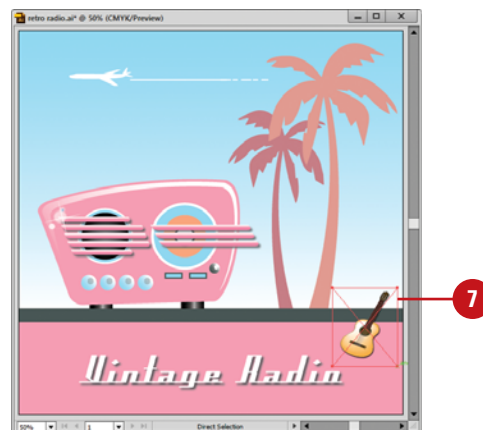 retro radio.ai* @ 50% (CMYK/Preview)
7
Vintage Radio
50%
1
Direct Selection